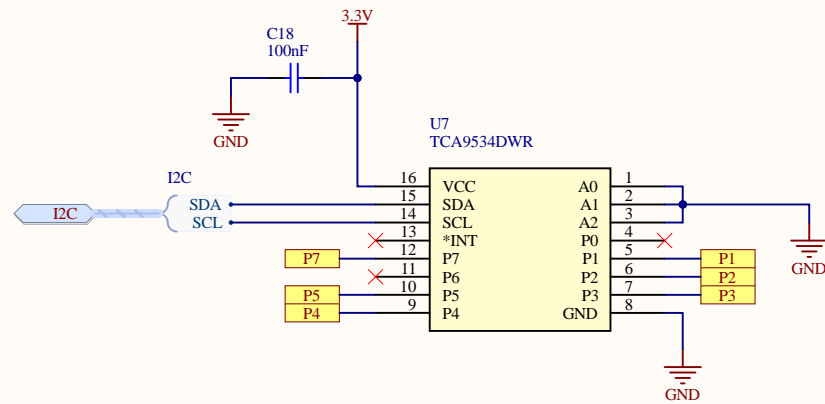 3.3V
C18
100nF
GND
U7
TCA9534DWR
I2C
I2C
SDA
SCL
16 VCC A0 1
15 SDA A1 2
14 SCL A2 3
13 *INT P0 4
P7 12 P7 P1 5 P1
11 P6 P2 6 P2
P5 10 P5 P3 7 P3
P4 9 P4 GND 8
GND
GND